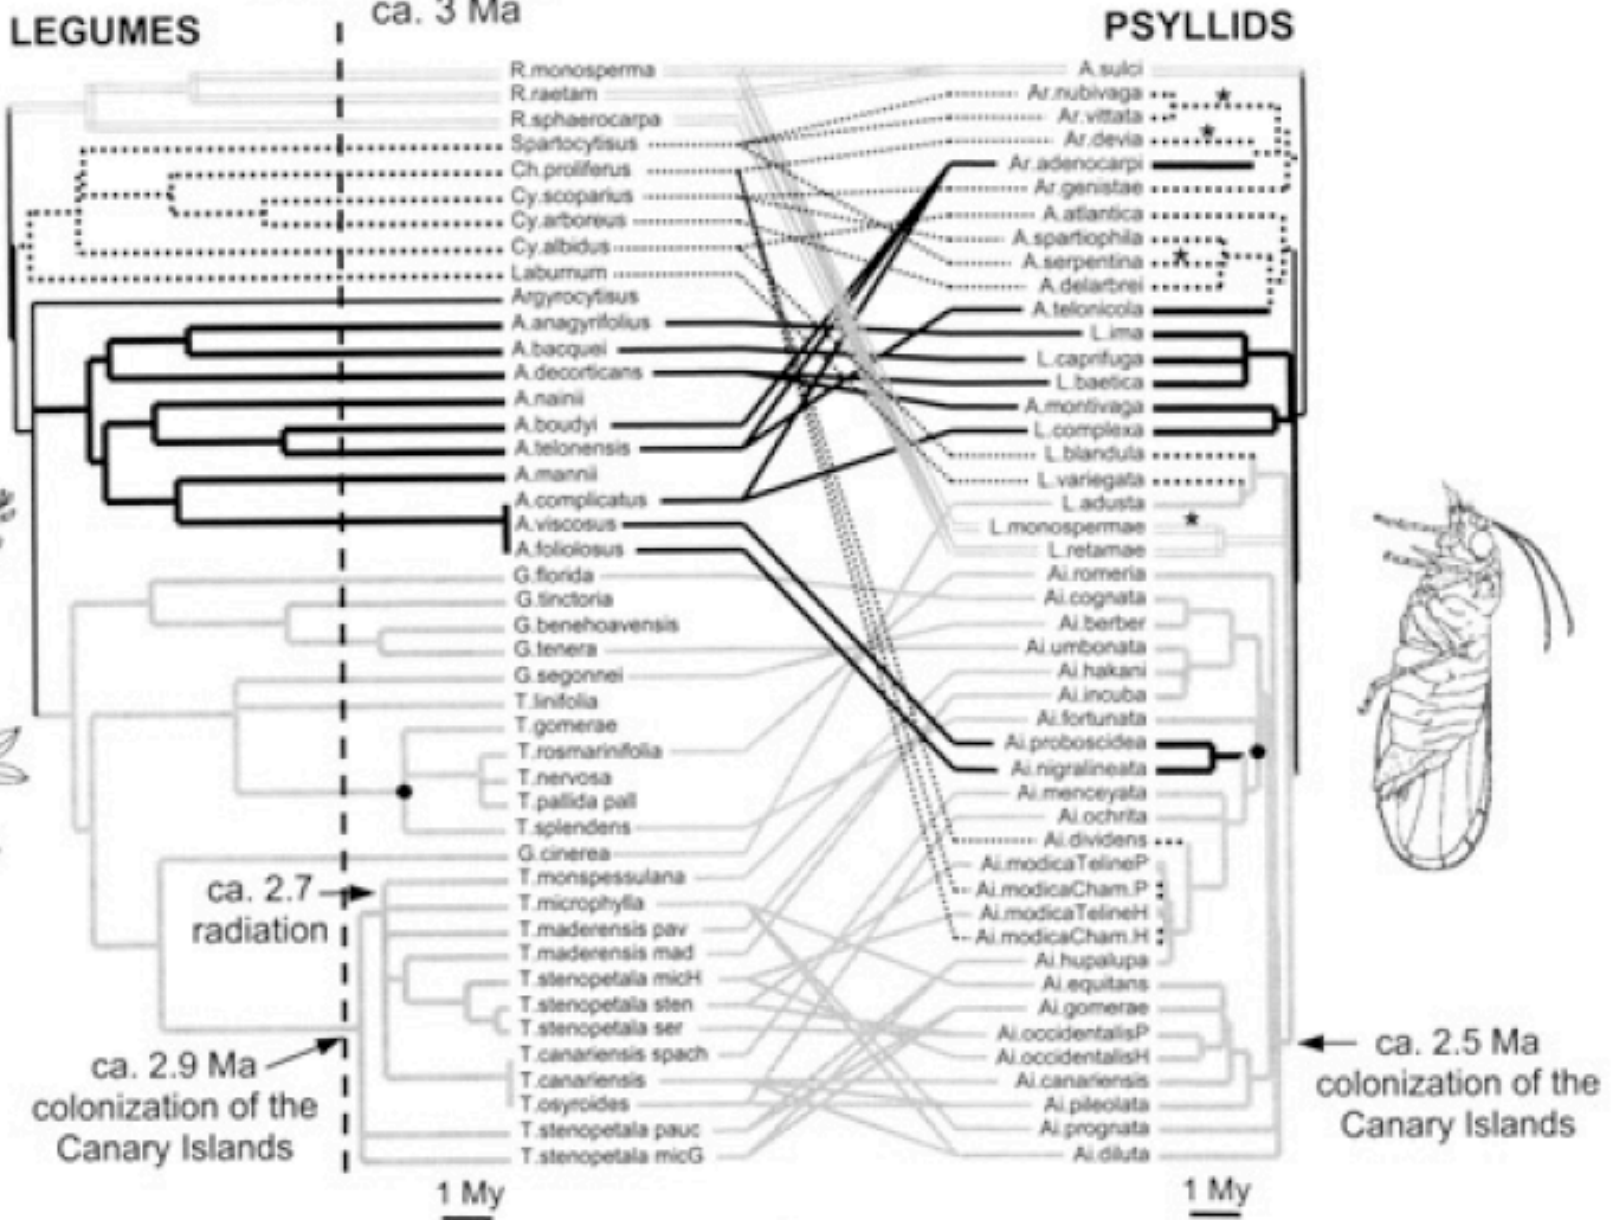 LEGUMES
ca. 3 Ma
PSYLLIDS
R.monosperma
R.raetam
R.sphaerocarpa
Spartocytisus
Ch.proliferus
Cy.scoparius
Cy.arboreus
Cy.albidus
Laburnum
Argyrocytisus
A.anagyrifolius
A.bacquei
A.decorticans
A.nainii
A.boudyi
A.telonensis
A.mannii
A.complicatus
A.viscosus
A.foliolosus
G.florida
G.tinctoria
G.benehoavensis
G.tenera
G.segonnei
T.linifolia
T.gomerae
T.rosmarinifolia
T.nervosa
T.pallida pall
T.splendens
G.cinerea
T.monspessulana
T.microphylla
T.maderensis pav
T.maderensis mad
T.stenopetala micH
T.stenopetala sten
T.stenopetala ser
T.canariensis spach
T.canariensis
T.osyroides
T.stenopetala pauc
T.stenopetala micG
A.sulci
Ar.nubivaga
*
Ar.vittata
Ar.devia
*
Ar.adenocarpi
Ar.genistae
A.atlantica
A.spartiophila
A.serpentina
*
A.delarbrei
A.telonicola
L.ima
L.caprifuga
L.baetica
A.montivaga
L.complexa
L.blandula
L.variegata
L.adusta
L.monospermae
*
L.retamae
Ai.romeria
Ai.cognata
Ai.berber
Ai.umbonata
Ai.hakani
Ai.incuba
Ai.fortunata
Ai.proboscidea
Ai.nigralineata
Ai.menceyata
Ai.ochrita
Ai.dividens
Ai.modicaTelineP
Ai.modicaCham.P
Ai.modicaTelineH
Ai.modicaCham.H
Ai.hupalupa
Ai.equitans
Ai.gomerae
Ai.occidentalisP
Ai.occidentalisH
Ai.canariensis
Ai.pileolata
Ai.prognata
Ai.diluta
ca. 2.7
radiation
ca. 2.9 Ma
colonization of the
Canary Islands
ca. 2.5 Ma
colonization of the
Canary Islands
1 My
1 My